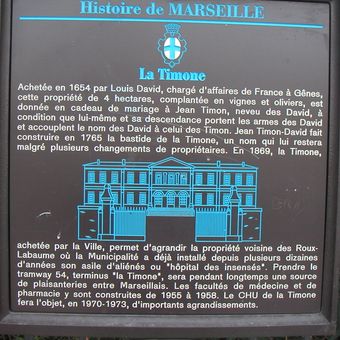 Histoire de MARSEILLE
La Timone
Achetée en 1654 par Louis David, chargé d'affaires de France à Gênes,
cette propriété de 4 hectares, complantée en vignes et oliviers, est
donnée en cadeau de mariage à Jean Timon, neveu des David, à
condition que lui-même et sa descendance portent les armes des David
et accouplent le nom des David à celui des Timon. Jean Timon-David fait
construire en 1765 la bastide de la Timone, un nom qui lui restera
malgré plusieurs changements de propriétaires. En 1869, la Timone,
achetée par la Ville, permet d'agrandir la propriété voisine des Roux-
Labaume où la Municipalité a déjà installé depuis plusieurs dizaines
d'années son asile d'aliénés ou "hôpital des insensés". Prendre le
tramway 54, terminus "la Timone", sera pendant longtemps une source
de plaisanteries entre Marseillais. Les facultés de médecine et de
pharmacie y sont construites de 1955 à 1958. Le CHU de la Timone
fera l'objet, en 1970-1973, d'importants agrandissements.